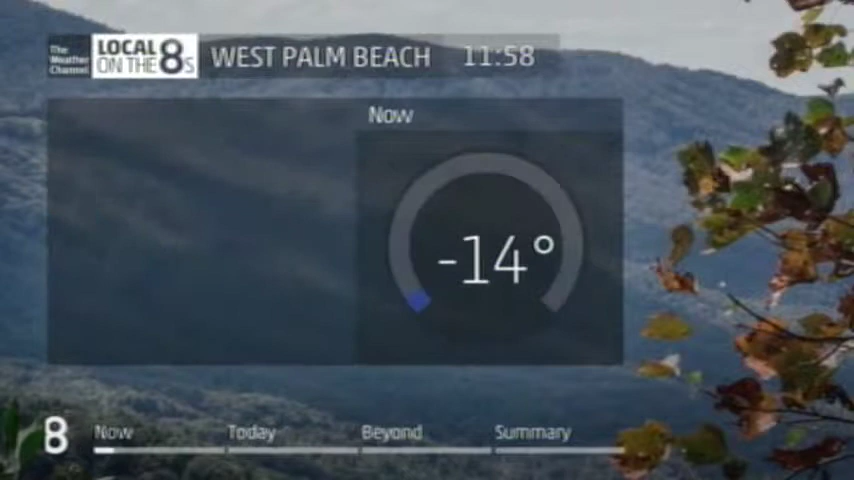 The Weather Channel
LOCAL ON THE 8s
WEST PALM BEACH 11:58
Now
-14°
8
Now Today Beyond Summary